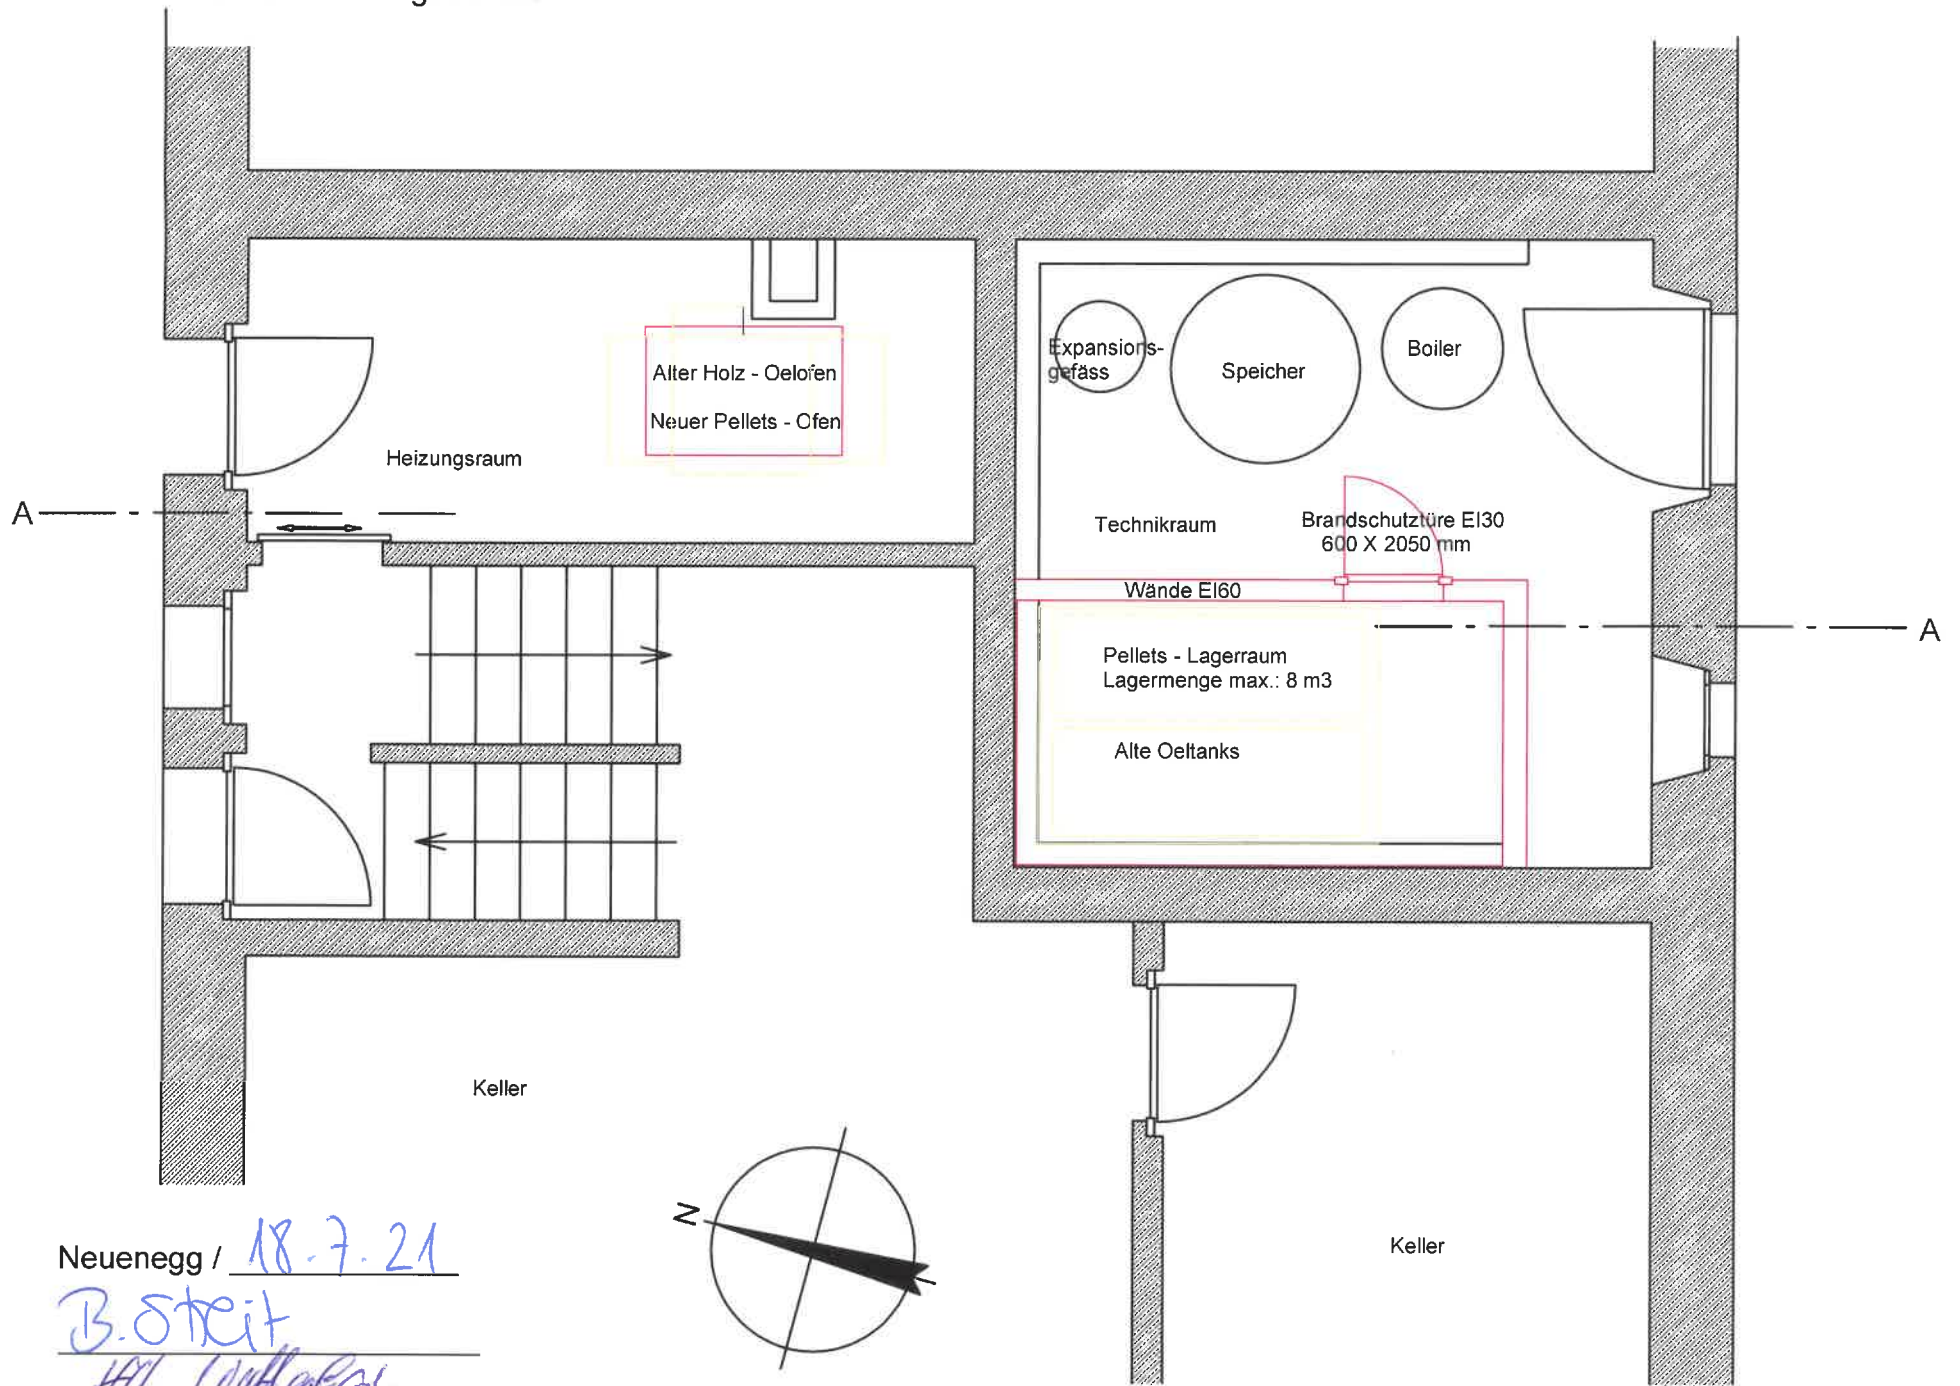 Alter Holz - Oelofen
Neuer Pellets - Ofen
Heizungsraum
Expansions-
gefäss
Speicher
Boiler
A
Technikraum
Brandschutztüre EI30
600 X 2050 mm
Wände EI60
A
Pellets - Lagerraum
Lagermenge max.: 8 m3
Alte Oeltanks
Keller
N
Keller
Neuenegg / 18.7.21
B. Streit